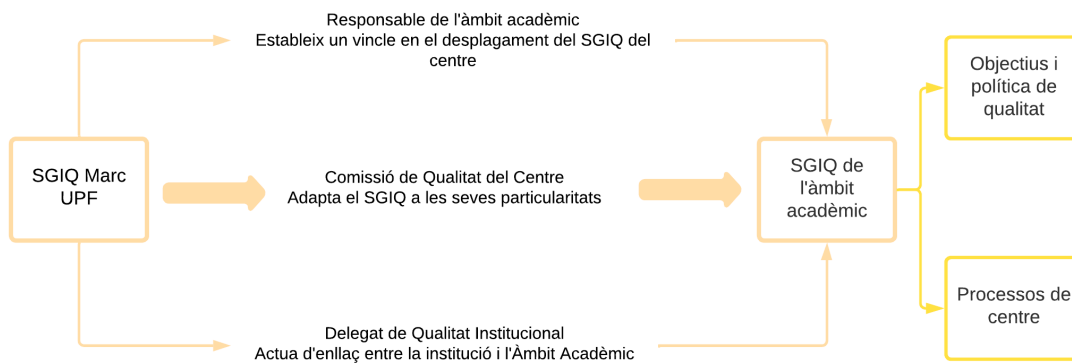 Responsable de l'àmbit acadèmic
Estableix un vincle en el desplagament del SGIQ del
centre
SGIQ Marc
UPF
Comissió de Qualitat del Centre
Adapta el SGIQ a les seves particularitats
Delegat de Qualitat Institucional
Actua d'enllaç entre la institució i l'Àmbit Acadèmic
SGIQ de
l'àmbit
acadèmic
Objectius i
política de
qualitat
Processos de
centre